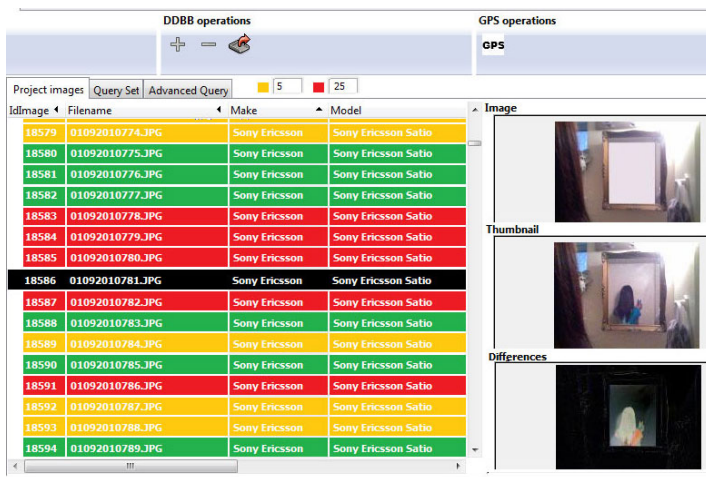 DDBB operations
GPS operations
GPS
Project images Query Set Advanced Query 5 25
IdImage Filename Make Model
18579 01092010774.JPG Sony Ericsson Sony Ericsson Satio
18580 01092010775.JPG Sony Ericsson Sony Ericsson Satio
18581 01092010776.JPG Sony Ericsson Sony Ericsson Satio
18582 01092010777.JPG Sony Ericsson Sony Ericsson Satio
18583 01092010778.JPG Sony Ericsson Sony Ericsson Satio
18584 01092010779.JPG Sony Ericsson Sony Ericsson Satio
18585 01092010780.JPG Sony Ericsson Sony Ericsson Satio
18586 01092010781.JPG Sony Ericsson Sony Ericsson Satio
18587 01092010782.JPG Sony Ericsson Sony Ericsson Satio
18588 01092010783.JPG Sony Ericsson Sony Ericsson Satio
18589 01092010784.JPG Sony Ericsson Sony Ericsson Satio
18590 01092010785.JPG Sony Ericsson Sony Ericsson Satio
18591 01092010786.JPG Sony Ericsson Sony Ericsson Satio
18592 01092010787.JPG Sony Ericsson Sony Ericsson Satio
18593 01092010788.JPG Sony Ericsson Sony Ericsson Satio
18594 01092010789.JPG Sony Ericsson Sony Ericsson Satio
Image
Thumbnail
Differences